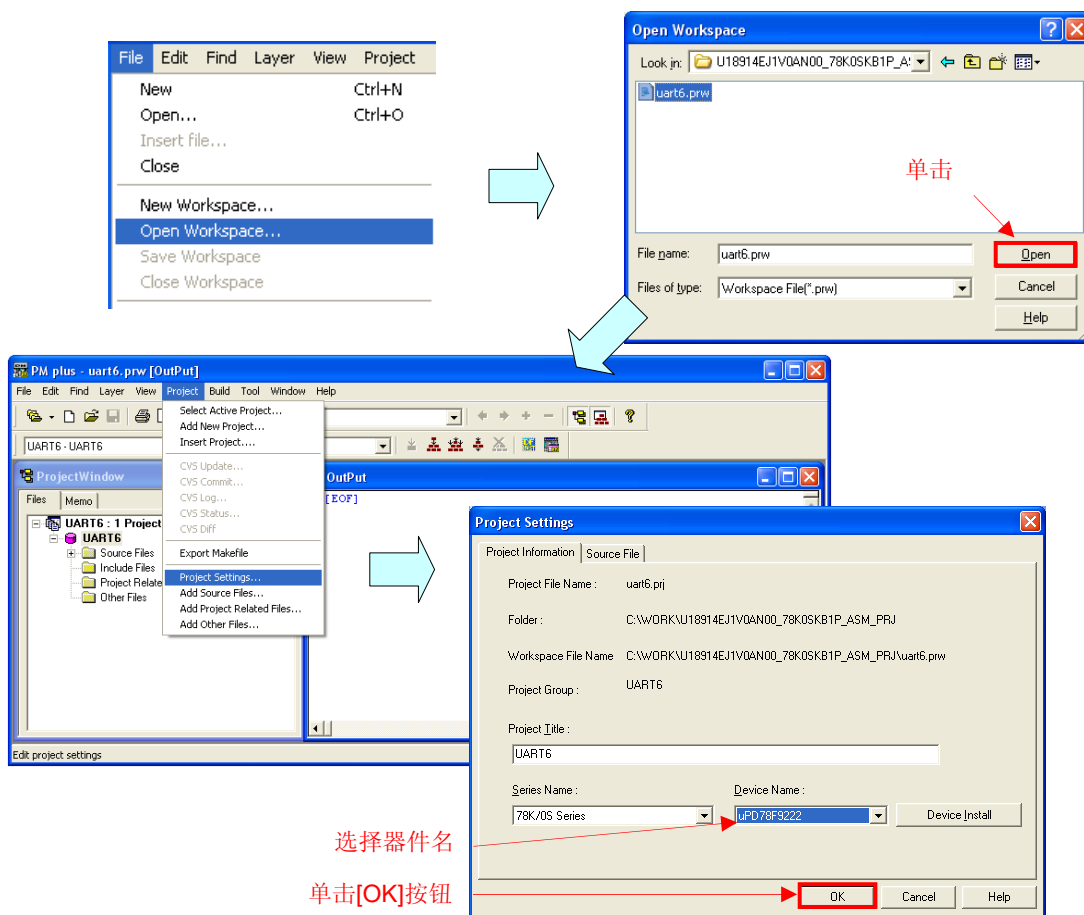 File Edit Find Layer View Project
New Ctrl+N
Open... Ctrl+O
Insert file...
Close
New Workspace...
Open Workspace...
Save Workspace
Close Workspace
Open Workspace
Look in: U18914EJ1V0AN00_78K0SKB1P_A
uart6.prw
单击
File name: uart6.prw Open
Files of type: Workspace File(*.prw) Cancel
Help
PM plus - uart6.prw [OutPut]
File Edit Find Layer View Project Build Tool Window Help
Select Active Project...
Add New Project...
Insert Project....
CVS Update...
CVS Commit...
CVS Log...
CVS Status...
CVS Diff
Export Makefile
Project Settings...
Add Source Files...
Add Project Related Files...
Add Other Files...
UART6 - UART6
ProjectWindow
Files Memo
UART6 : 1 Project
UART6
Source Files
Include Files
Project Relate
Other Files
OutPut
[EOF]
Edit project settings
Project Settings
Project Information Source File
Project File Name : uart6.prj
Folder : C:\WORK\U18914EJ1V0AN00_78K0SKB1P_ASM_PRJ
Workspace File Name C:\WORK\U18914EJ1V0AN00_78K0SKB1P_ASM_PRJ\uart6.prw
Project Group : UART6
Project Title :
UART6
Series Name : Device Name :
78K/0S Series uPD78F9222 Device Install
选择器件名
单击[OK]按钮
OK Cancel Help